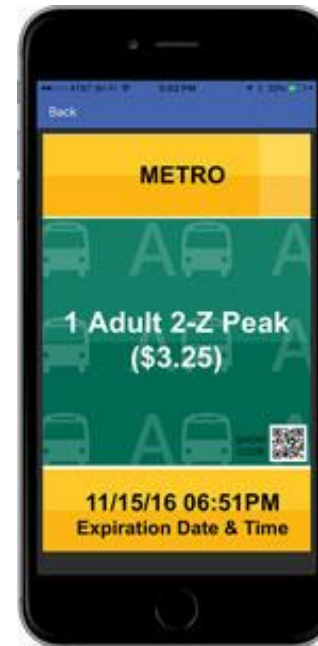 Back
METRO
1 Adult 2-Z Peak
($3.25)
11/15/16 06:51PM
Expiration Date & Time